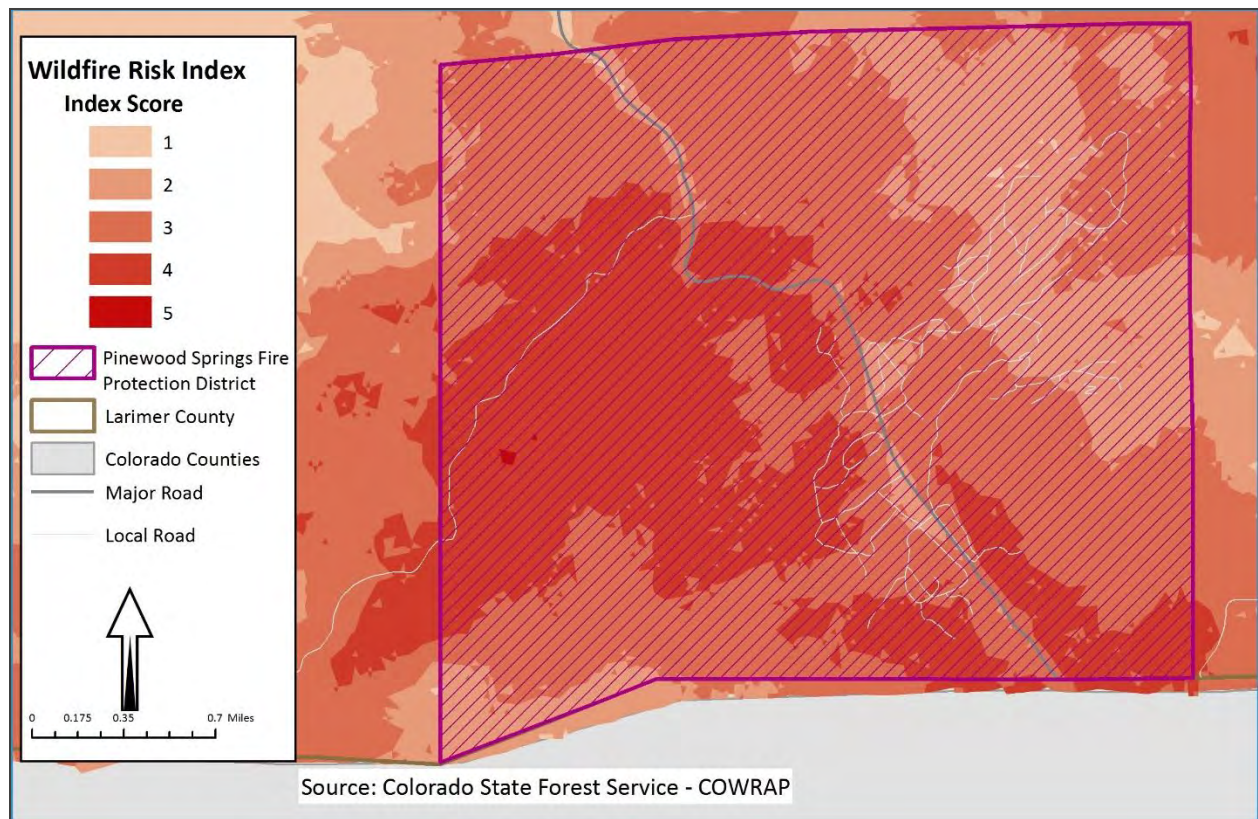 Wildfire Risk Index
Index Score
1
2
3
4
5
Pinewood Springs Fire
Protection District
Larimer County
Colorado Counties
Major Road
Local Road
0 0.175 0.35 0.7 Miles
Source: Colorado State Forest Service - COWRAP